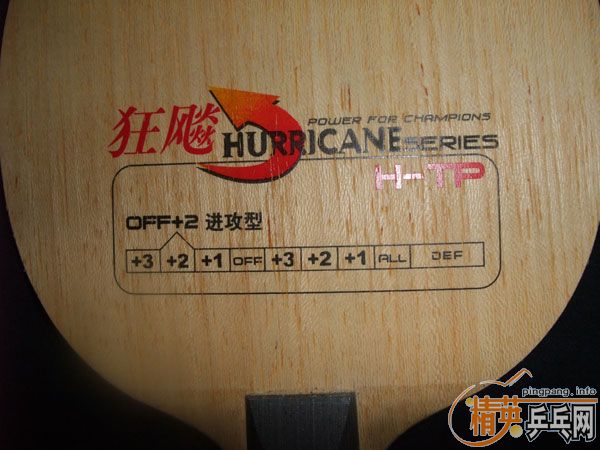 POWER FOR CHAMPIONS
狂飚 HURRICANE SERIES
H-TP
OFF+2 进攻型
+3 +2 +1 OFF +3 +2 +1 ALL DEF
pingpang.info
精英乒乓网